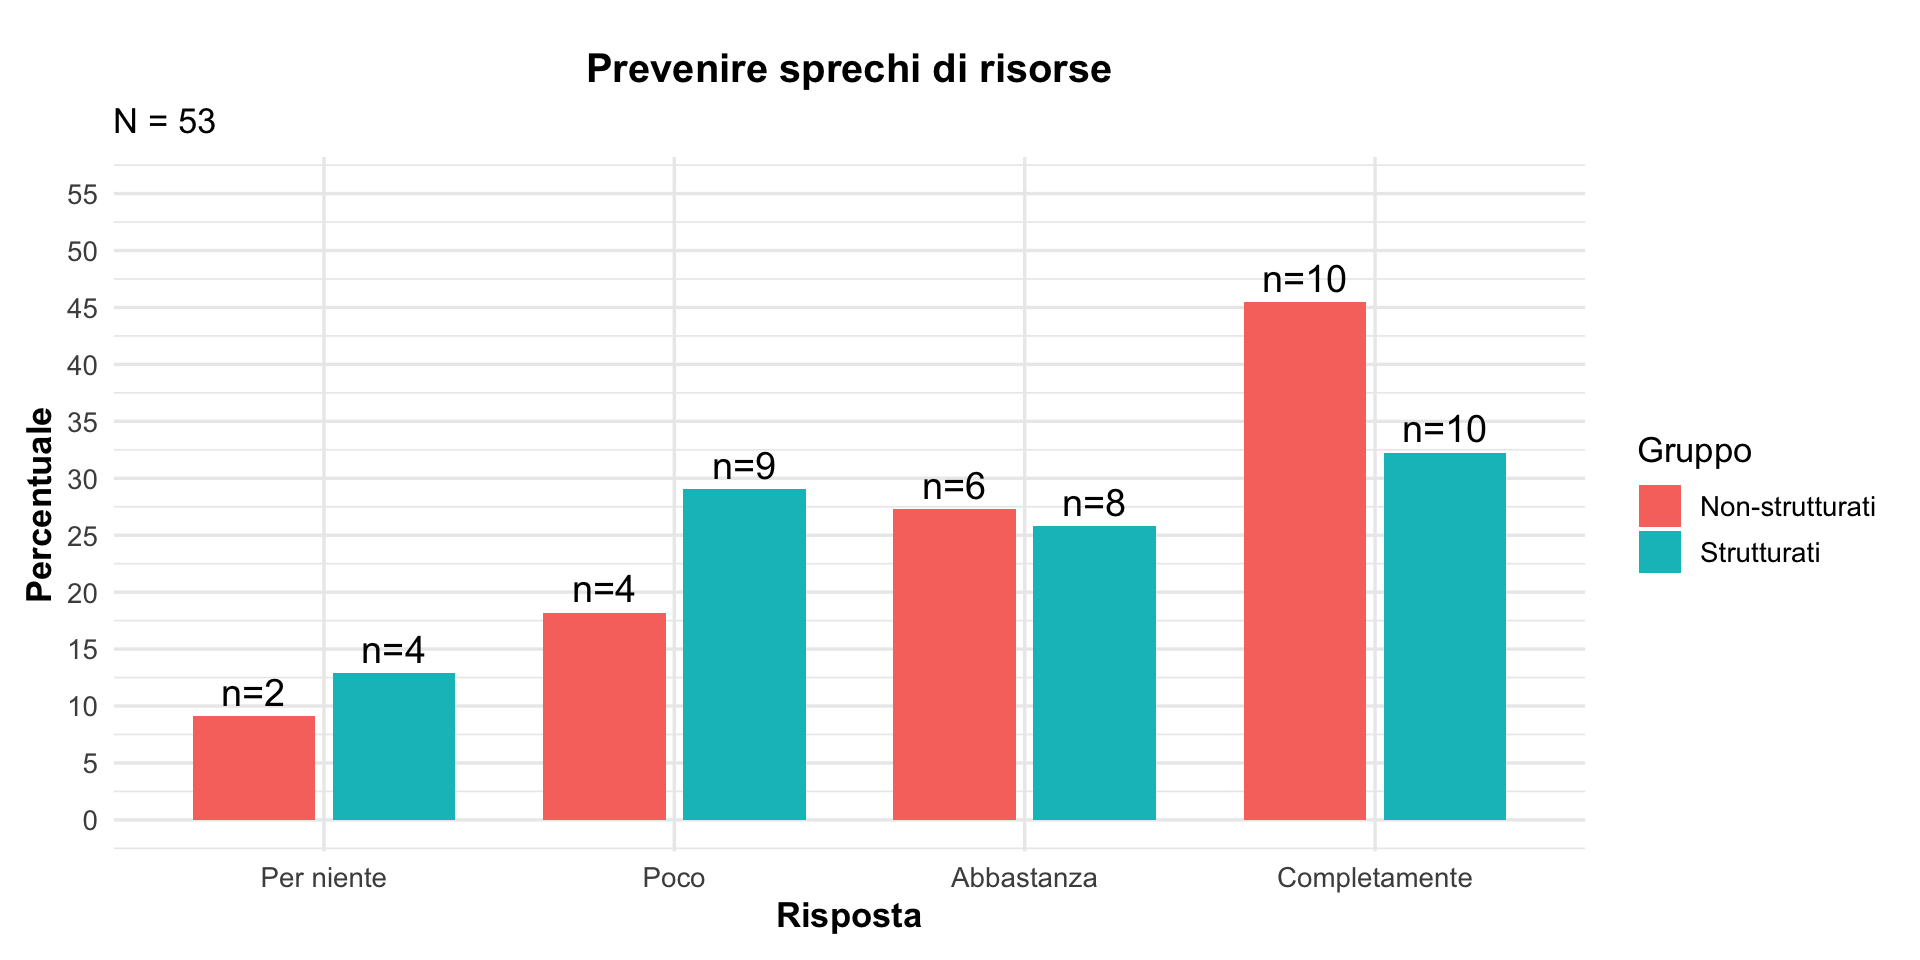 Prevenire sprechi di risorse
N = 53
Percentuale
55
50
45
40
35
30
25
20
15
10
5
0
n=2
n=4
n=4
n=9
n=6
n=8
n=10
n=10
Per niente
Poco
Abbastanza
Completamente
Risposta
Gruppo
Non-strutturati
Strutturati